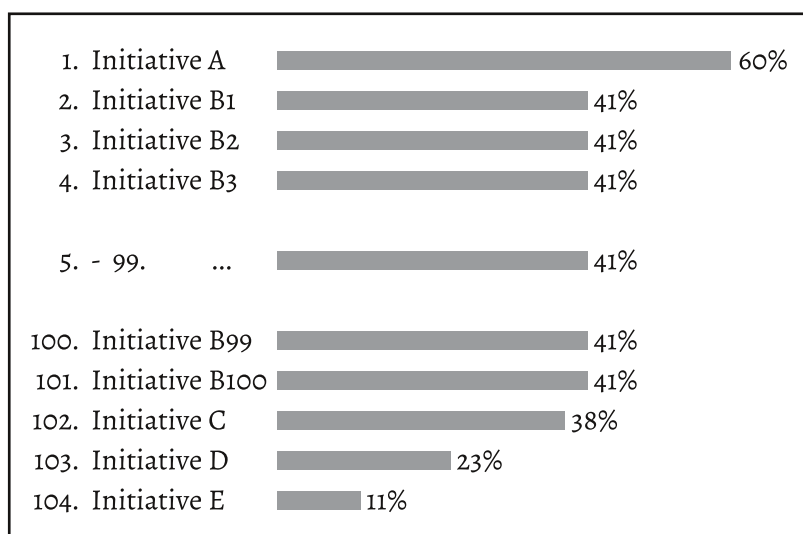 1. Initiative A 60%
2. Initiative B1 41%
3. Initiative B2 41%
4. Initiative B3 41%
5. - 99. ... 41%
100. Initiative B99 41%
101. Initiative B100 41%
102. Initiative C 38%
103. Initiative D 23%
104. Initiative E 11%